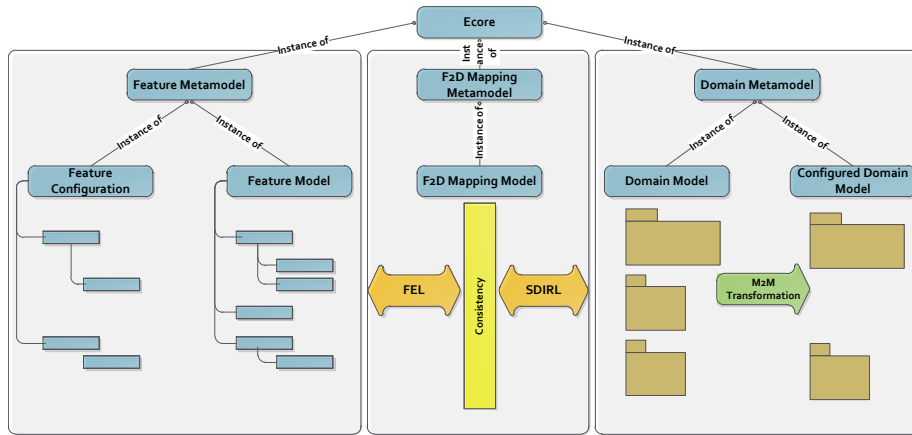 Ecore
Instance of
Inst
ance
of
Instance of
Feature Metamodel
F2D Mapping
Metamodel
Domain Metamodel
Instance of
Instance of
Instance of
Instance of
Instance of
Feature
Configuration
Feature Model
F2D Mapping Model
Domain Model
Configured Domain
Model
FEL
Consistency
SDIRL
M2M
Transformation